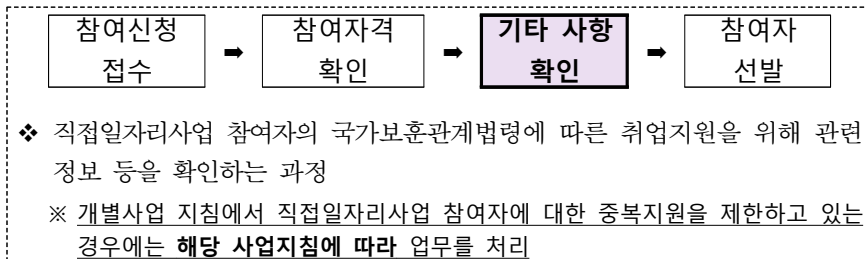 참여신청 ➡ 참여자격 ➡ 기타 사항 ➡ 참여자
접수 확인 확인 선발
❖ 직접일자리사업 참여자의 국가보훈관계법령에 따른 취업지원을 위해 관련
정보 등을 확인하는 과정
※ 개별사업 지침에서 직접일자리사업 참여자에 대한 중복지원을 제한하고 있는
경우에는 해당 사업지침에 따라 업무를 처리